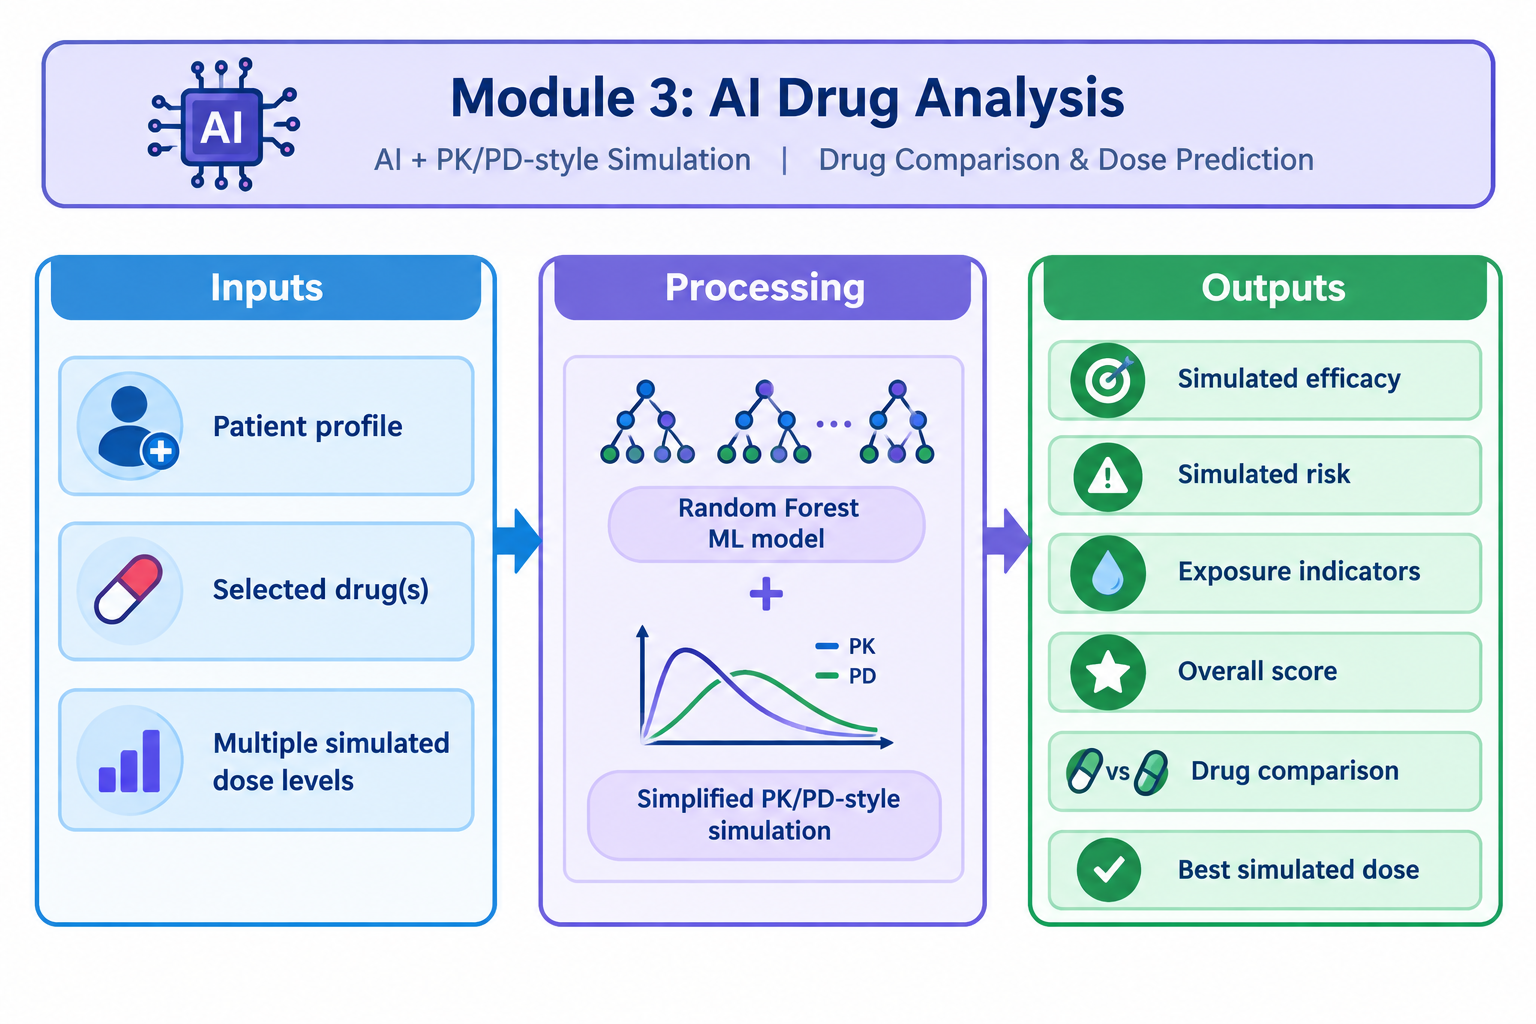 AI
Module 3: AI Drug Analysis
AI + PK/PD-style Simulation | Drug Comparison & Dose Prediction
Inputs
Patient profile
Selected drug(s)
Multiple simulated
dose levels
Processing
Random Forest
ML model
+
PK
PD
Simplified PK/PD-style
simulation
Outputs
Simulated efficacy
Simulated risk
Exposure indicators
Overall score
vs Drug comparison
Best simulated dose